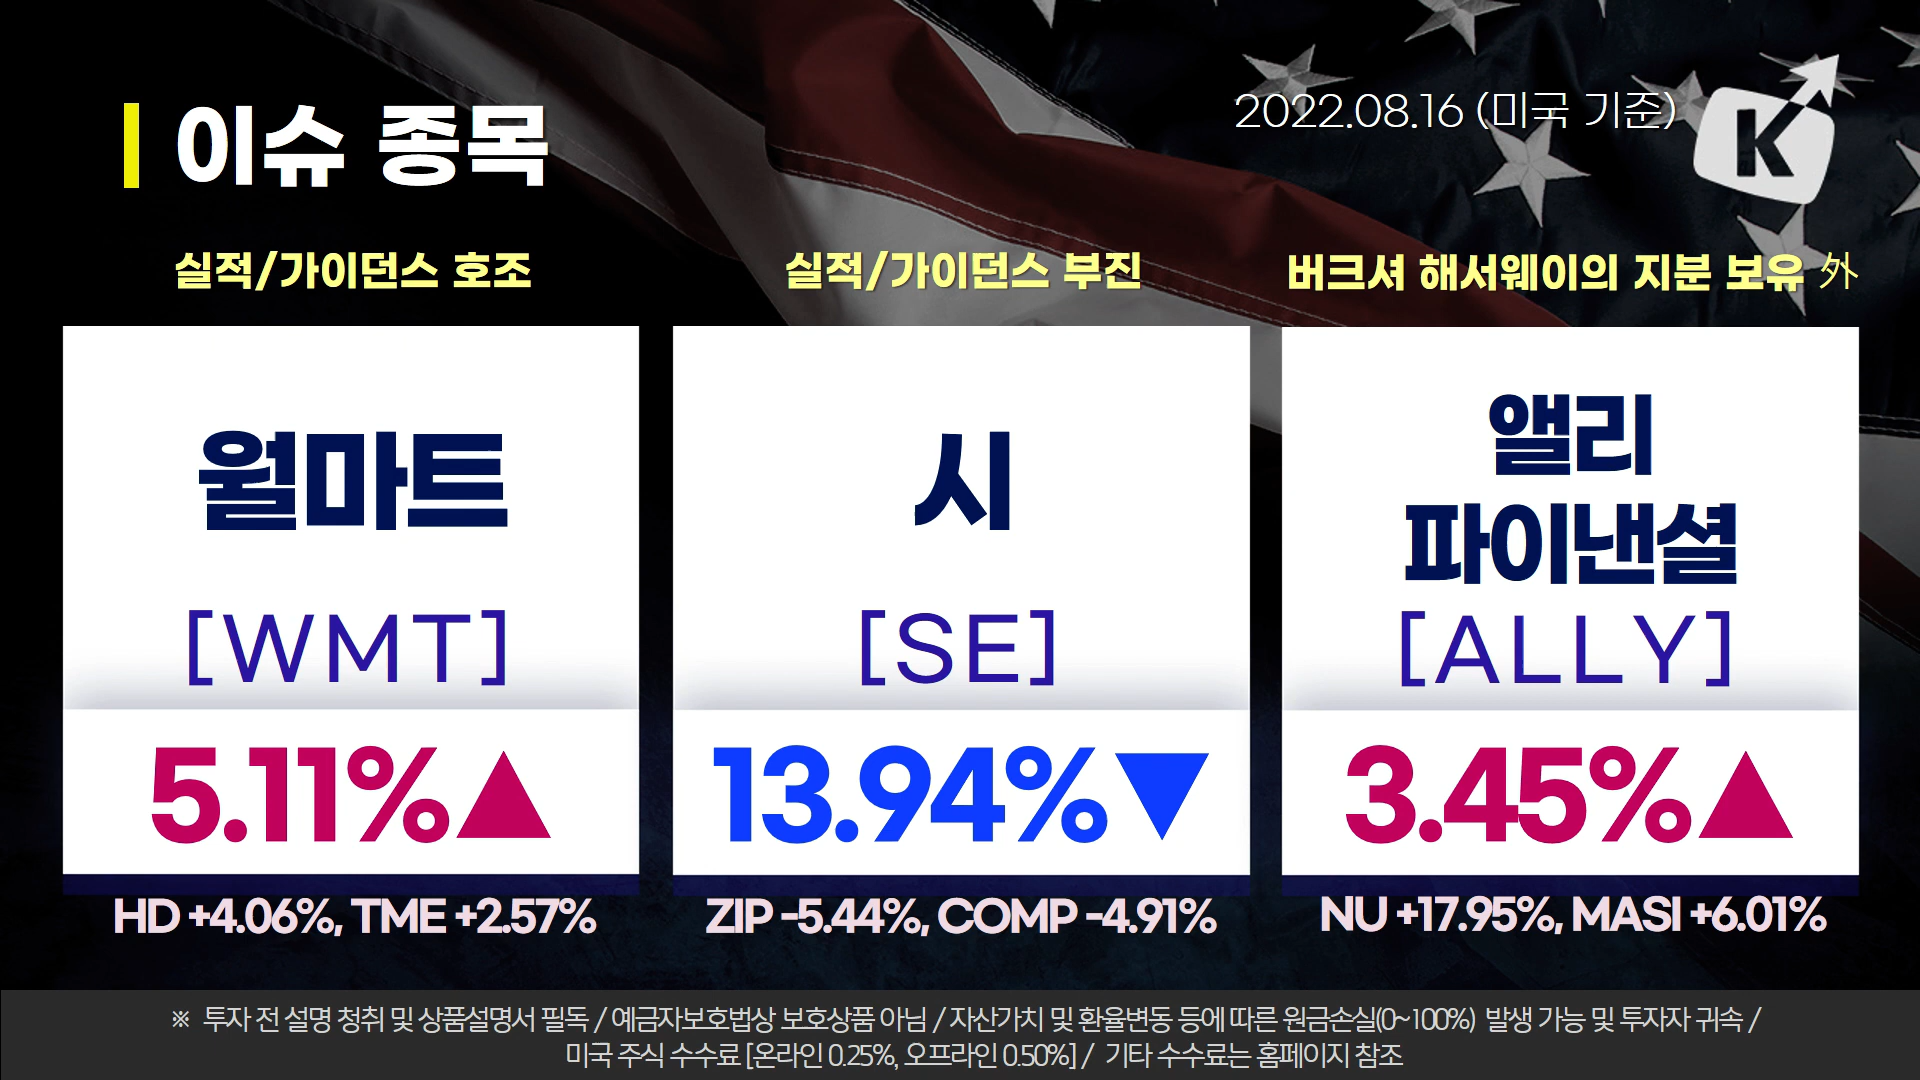 이슈 종목
2022.08.16 (미국 기준)
K
실적/가이던스 호조
월마트
[WMT]
5.11%▲
HD +4.06%, TME +2.57%
실적/가이던스 부진
시
[SE]
13.94%▼
ZIP -5.44%, COMP -4.91%
버크셔 해서웨이의 지분 보유 外
앨리
파이낸셜
[ALLY]
3.45%▲
NU +17.95%, MASI +6.01%
※ 투자 전 설명 청취 및 상품설명서 필독 / 예금자보호법상 보호상품 아님 / 자산가치 및 환율변동 등에 따른 원금손실(0~100%) 발생 가능 및 투자자 귀속 /
미국 주식 수수료 [온라인 0.25%, 오프라인 0.50%] / 기타 수수료는 홈페이지 참조